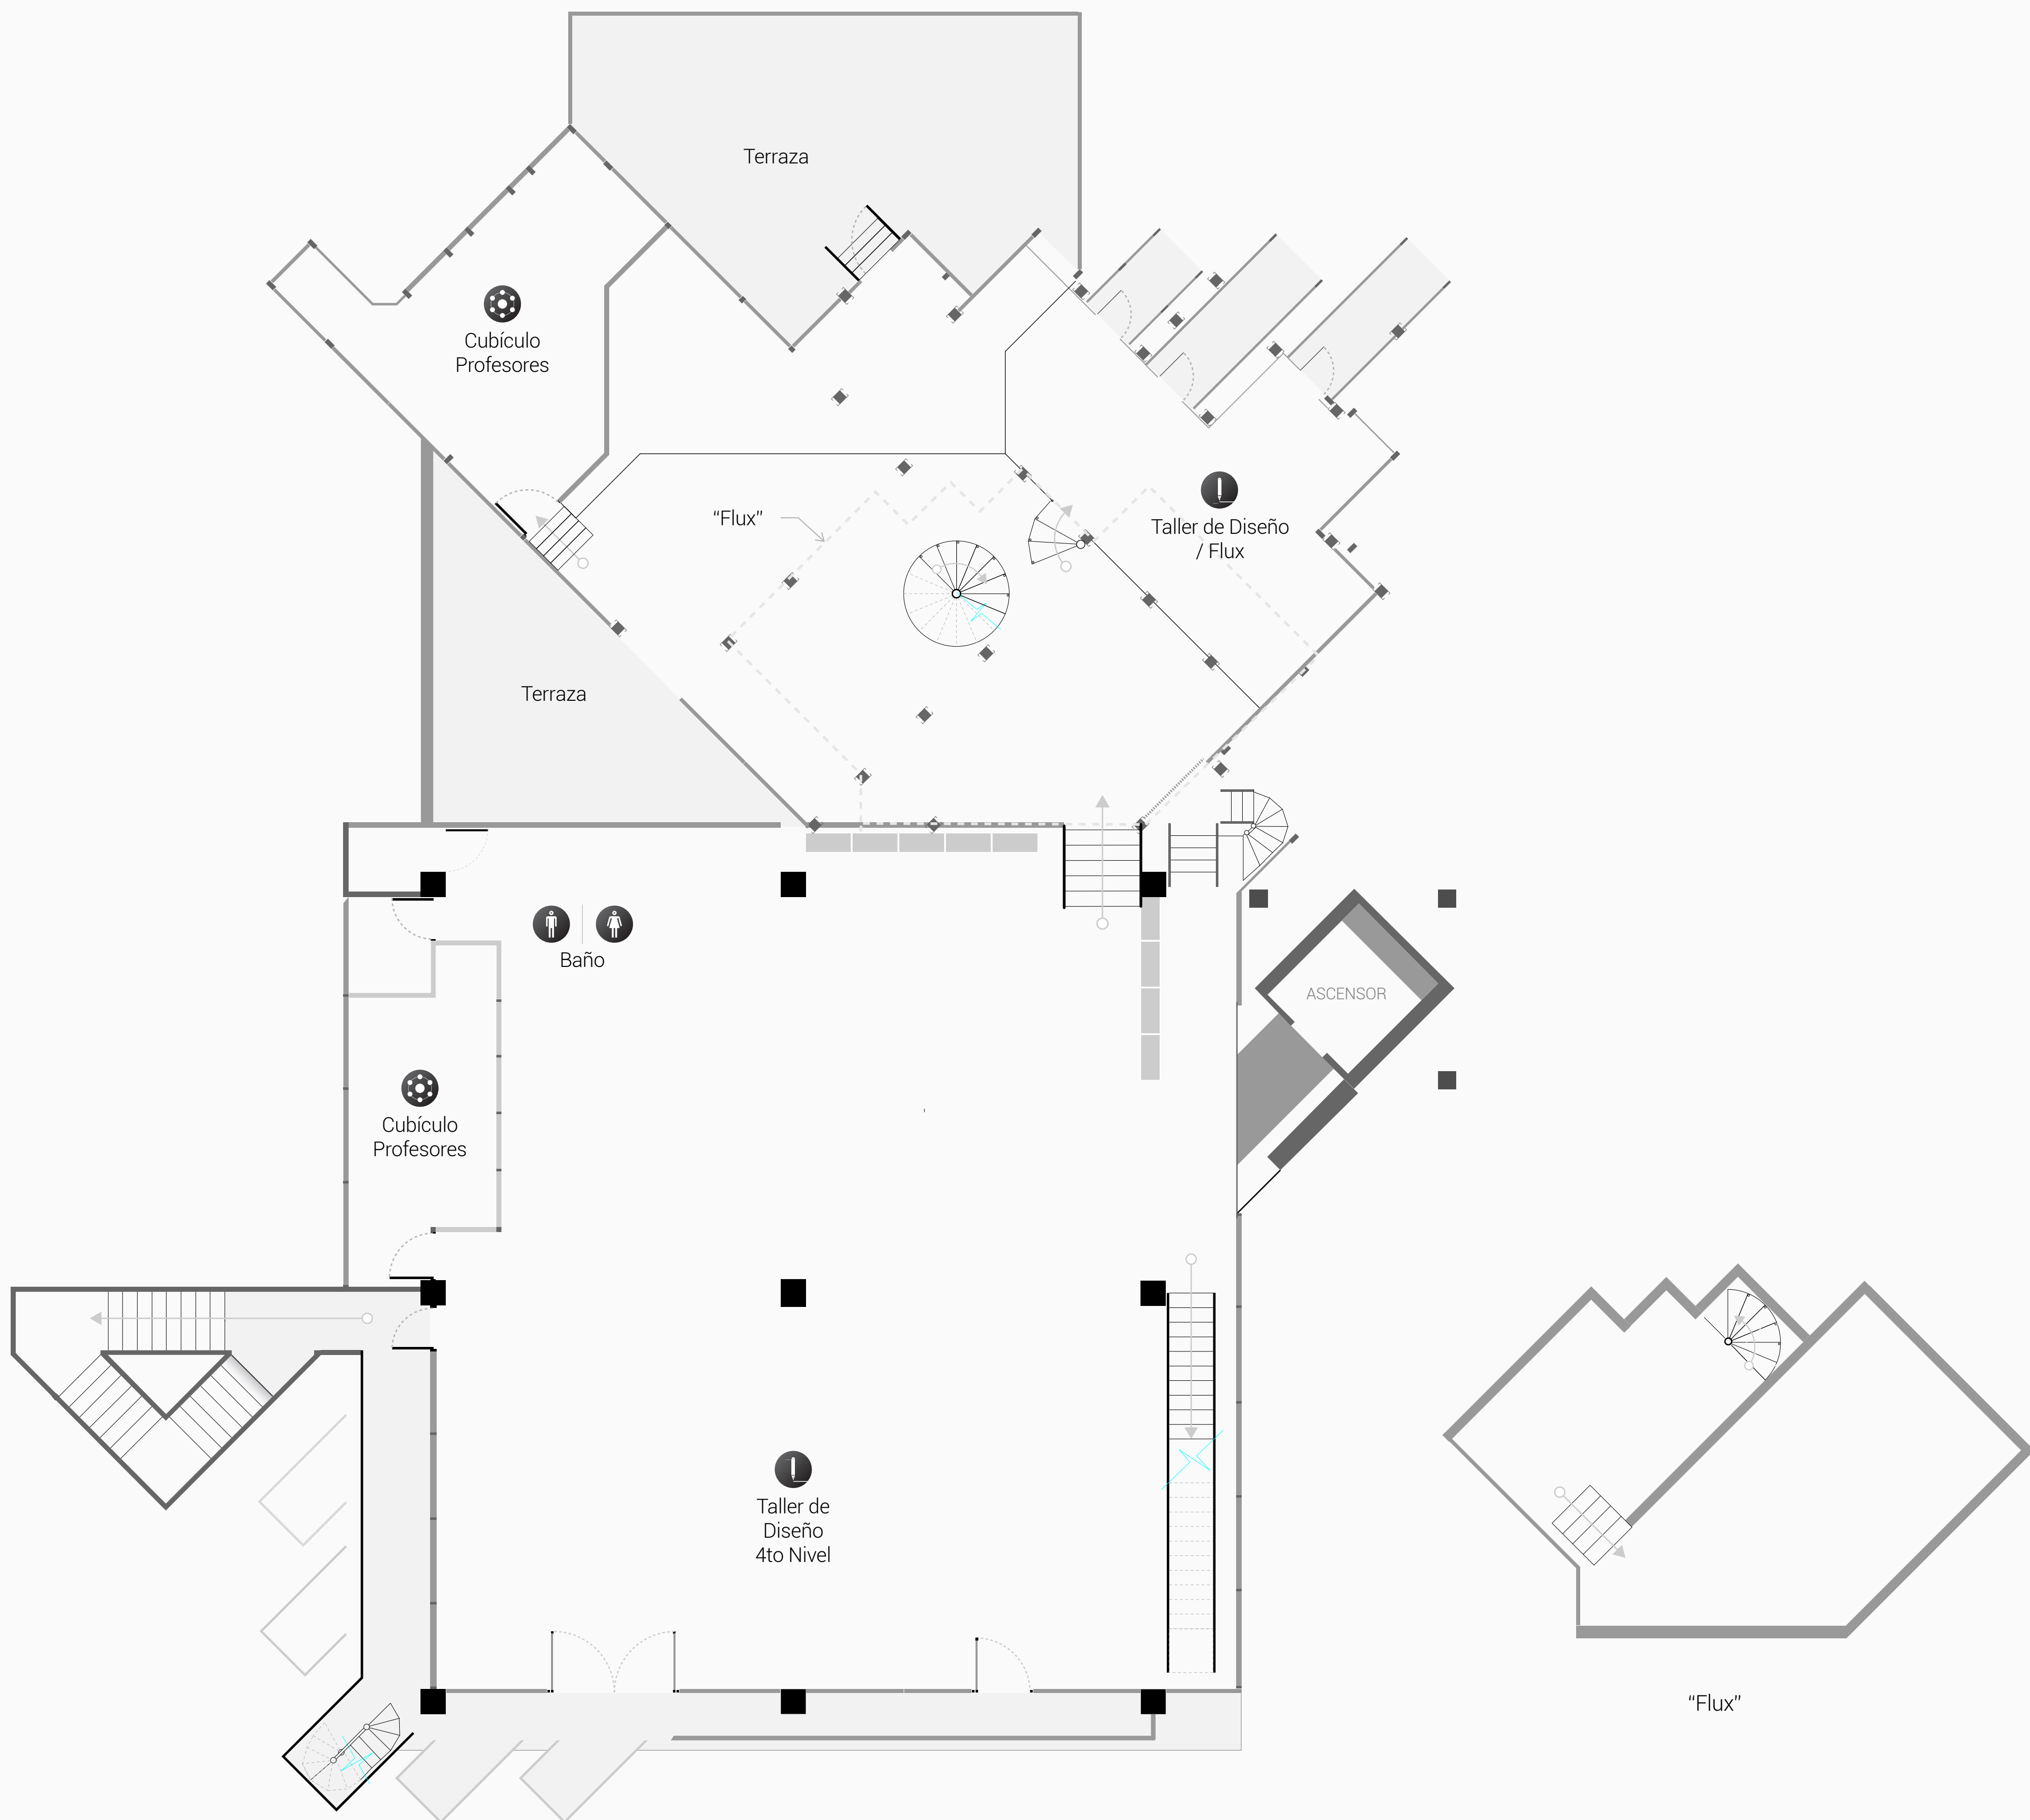 Terraza
Cubículo
Profesores
“Flux”
Taller de Diseño
/ Flux
Terraza
Baño
ASCENSOR
Cubículo
Profesores
Taller de
Diseño
4to Nivel
“Flux”